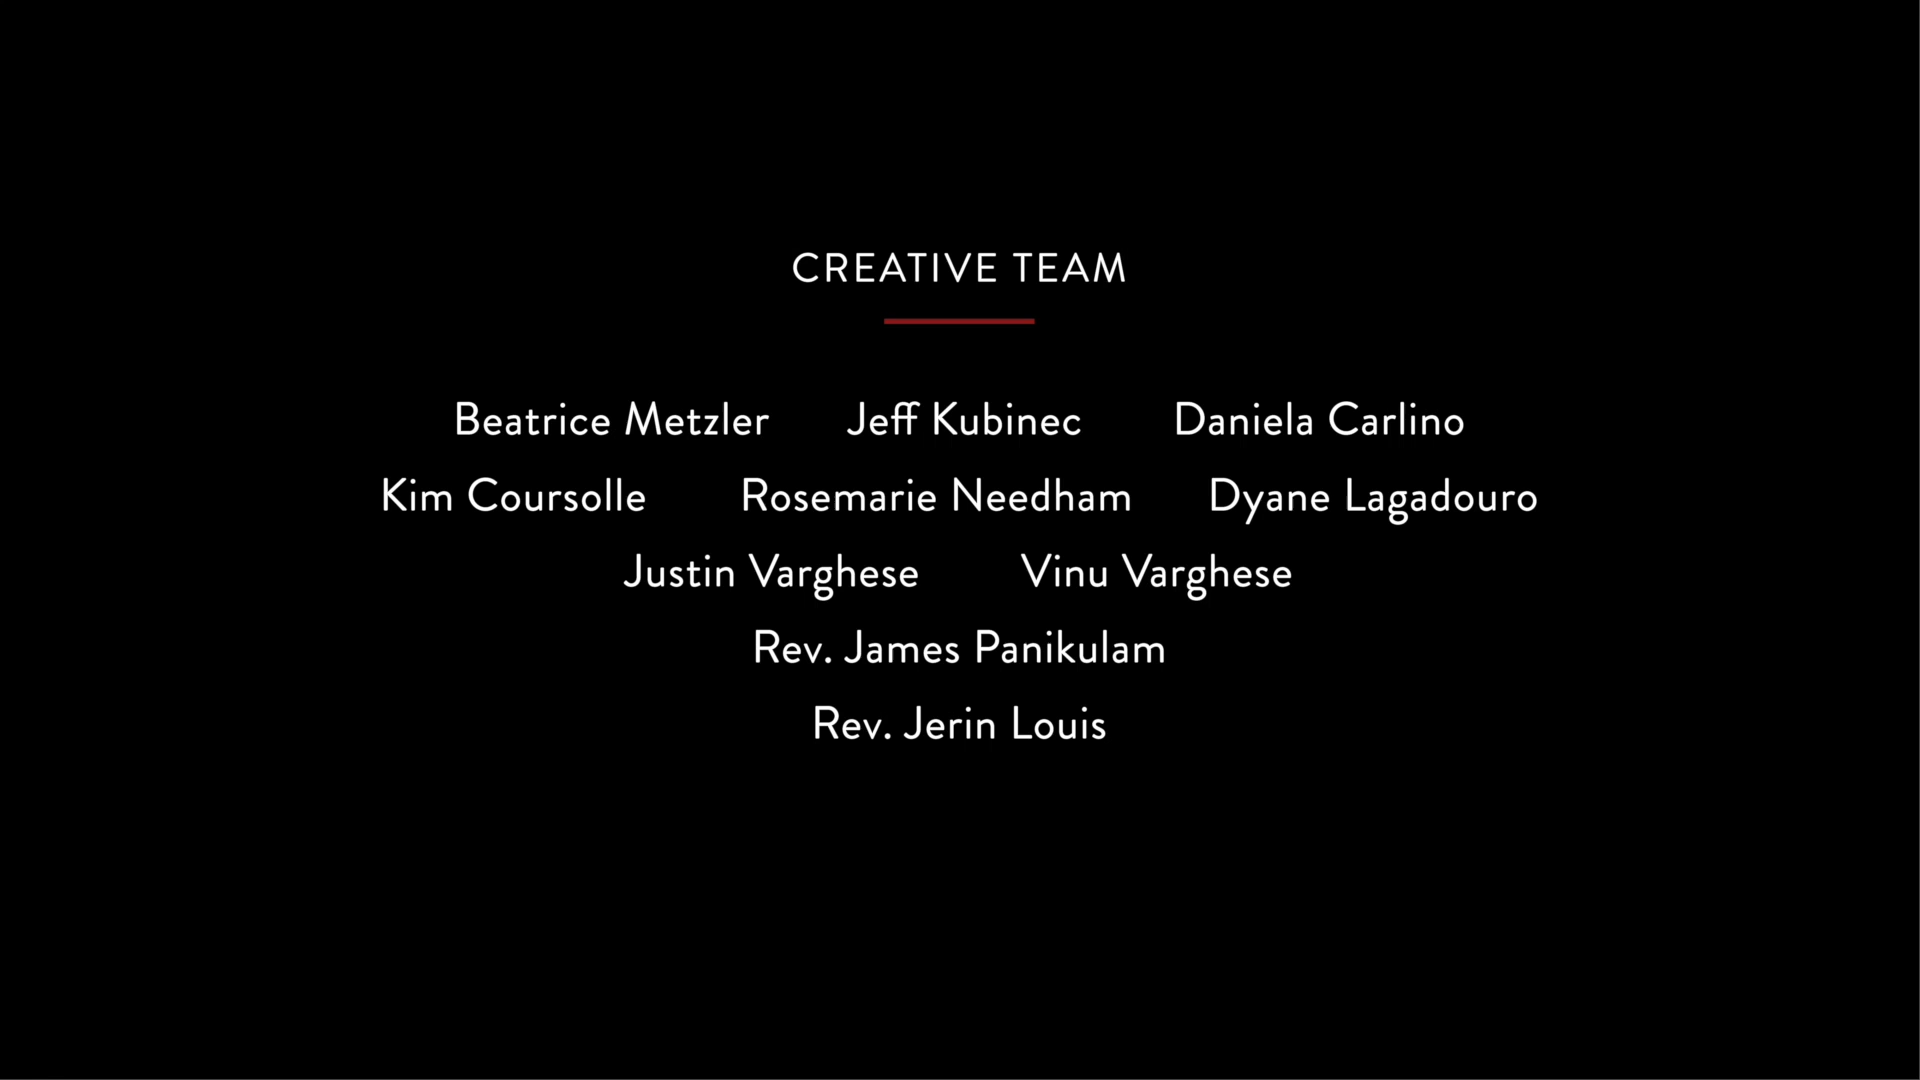 CREATIVE TEAM
Beatrice Metzler Jeff Kubinec Daniela Carlino
Kim Coursolle Rosemarie Needham Dyane Lagadouro
Justin Varghese Vinu Varghese
Rev. James Panikulam
Rev. Jerin Louis